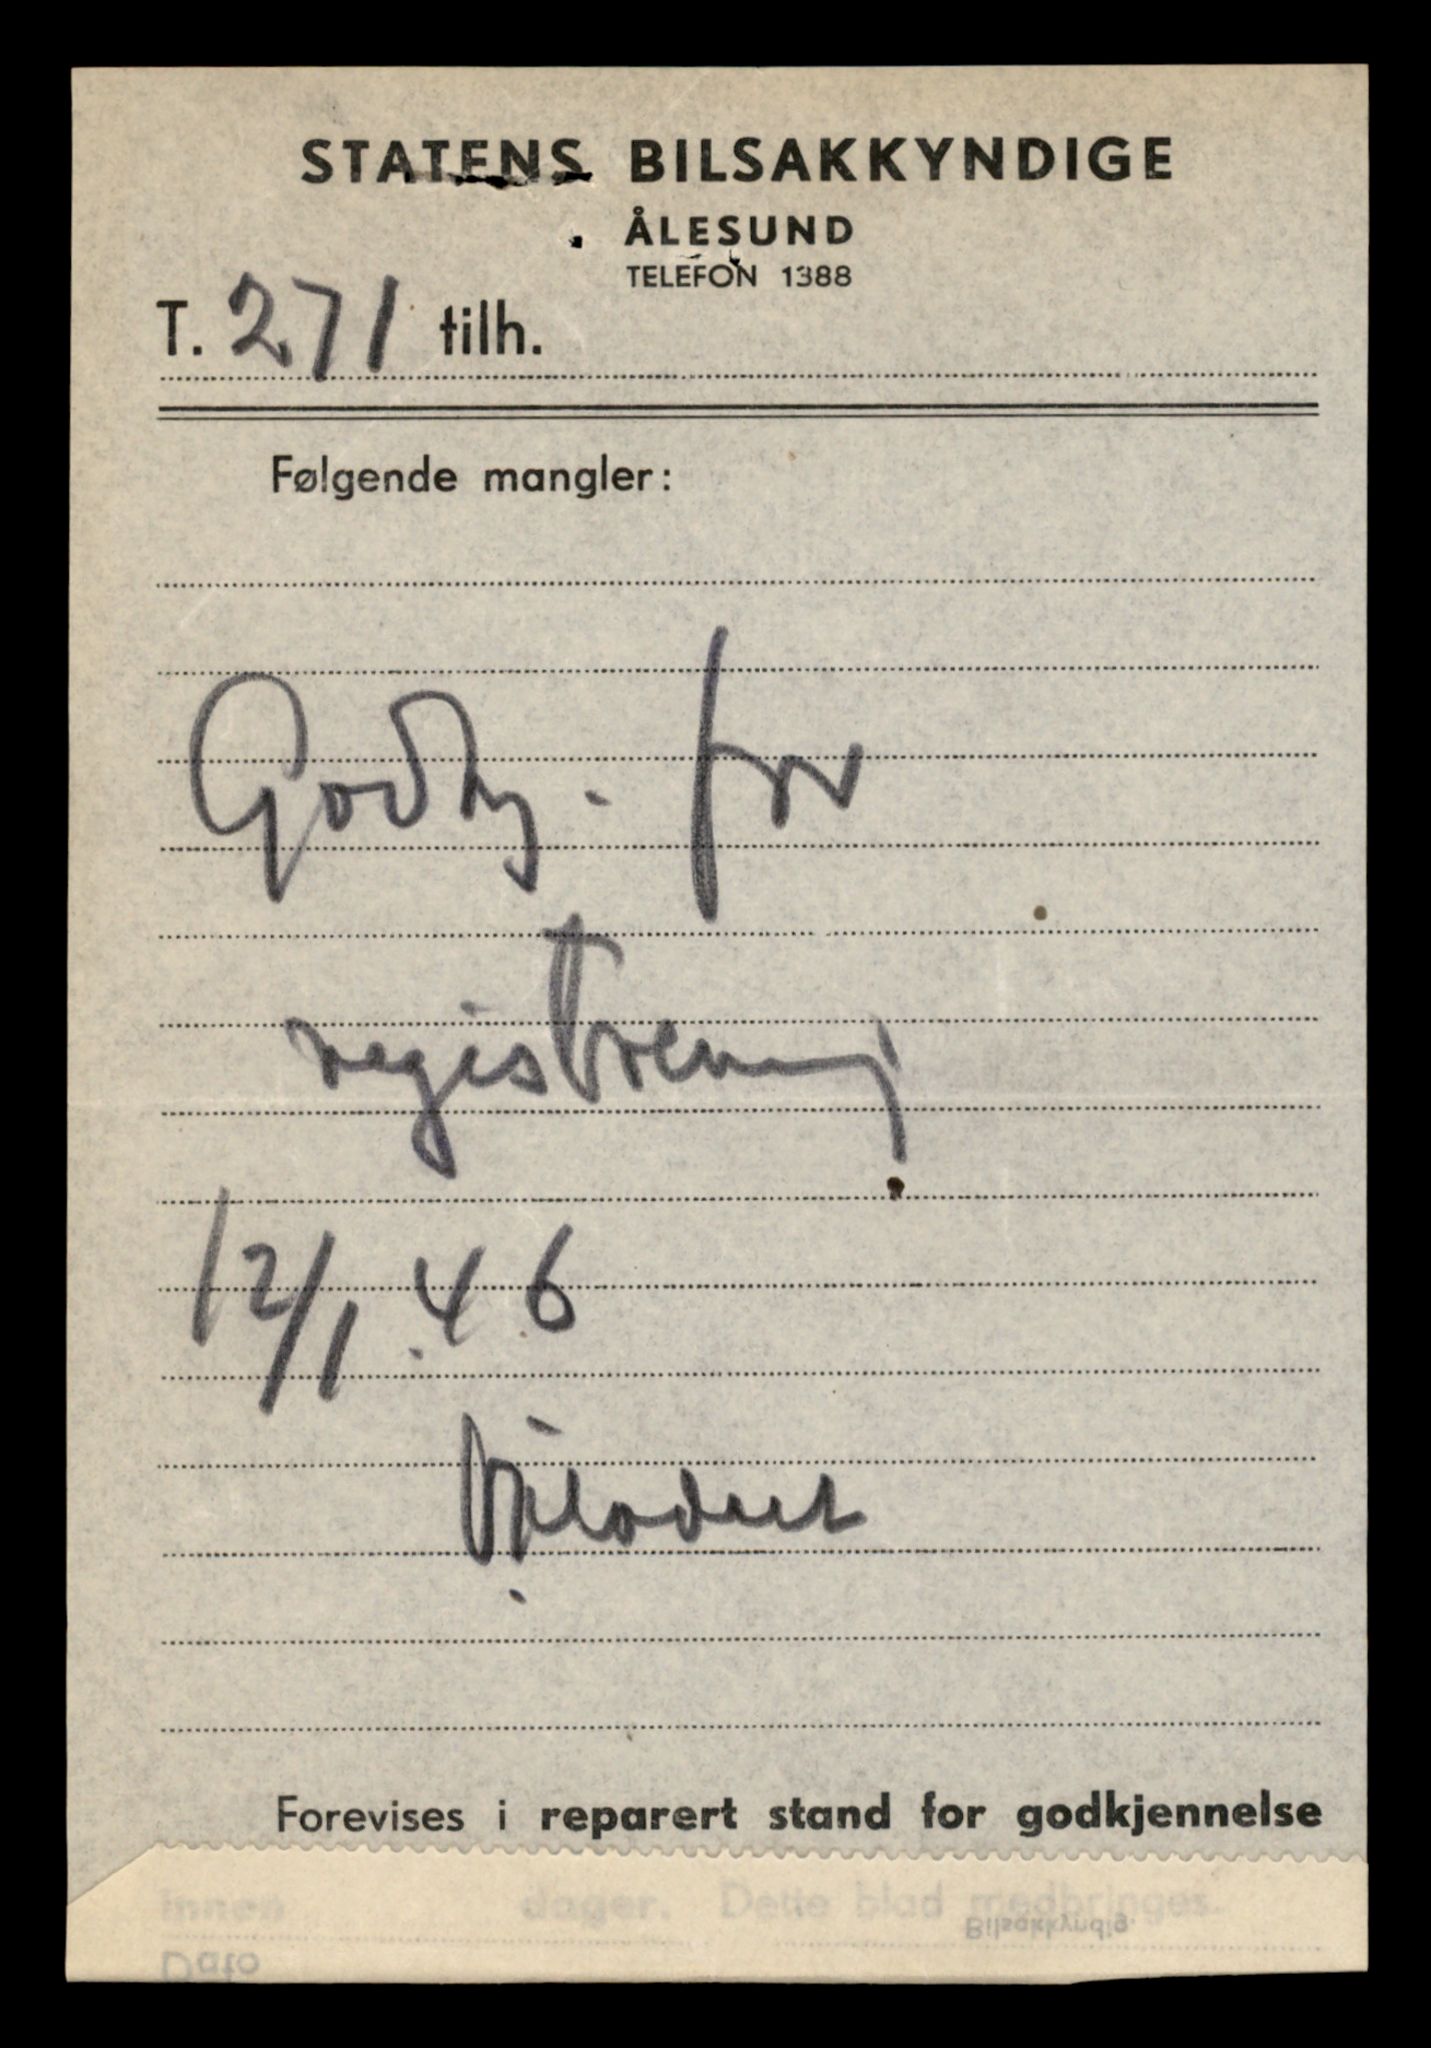 STATENS BILSAKKYNDIGE
ÅLESUND
TELEFON 1388
T. 271 tilh.
Følgende mangler:
Godkj. for
registrering
12/1.46
Forevises i reparert stand for godkjennelse
innen dager. Dette blad medbringes.
Bilsakkyndig.
Dato